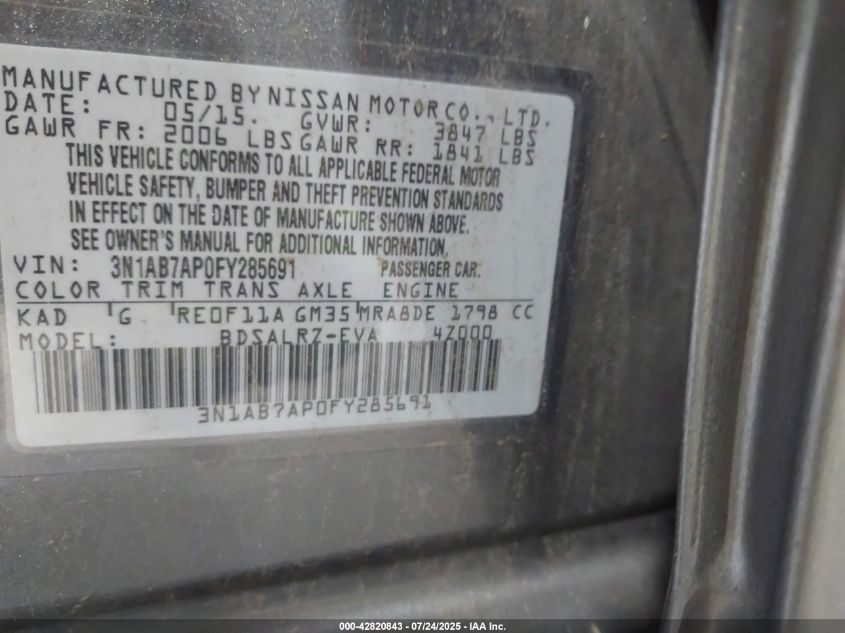 MANUFACTURED BY NISSAN MOTOR CO., LTD.
DATE: 05/15. GVWR: 3847 LBS
GAWR FR: 2006 LBS GAWR RR: 1841 LBS
THIS VEHICLE CONFORMS TO ALL APPLICABLE FEDERAL MOTOR
VEHICLE SAFETY, BUMPER AND THEFT PREVENTION STANDARDS
IN EFFECT ON THE DATE OF MANUFACTURE SHOWN ABOVE.
SEE OWNER'S MANUAL FOR ADDITIONAL INFORMATION.
VIN: 3N1AB7AP0FY285691 PASSENGER CAR.
COLOR TRIM TRANS AXLE ENGINE
KAD G RE0F11A GM35 MRA8DE 1798 CC
MODEL: BDSALRZ-EVA 4Z000
3N1AB7AP0FY285691
000-42820843 - 07/24/2025 - IAA Inc.